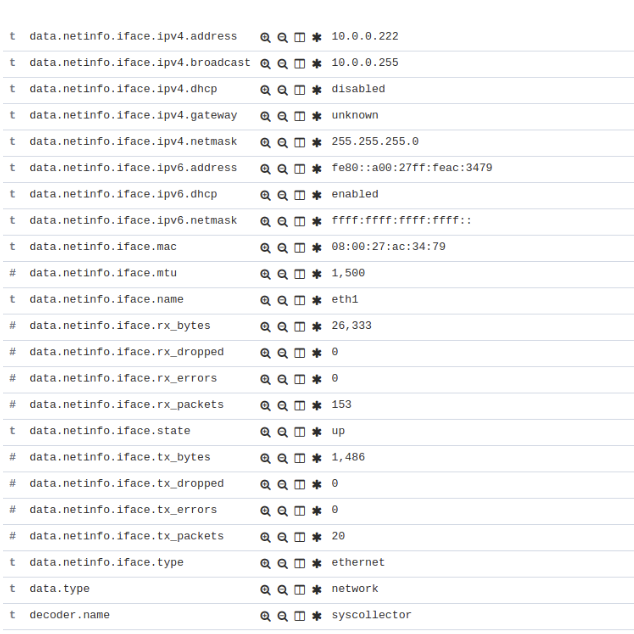 t data.netinfo.iface.ipv4.address 10.0.0.222
t data.netinfo.iface.ipv4.broadcast 10.0.0.255
t data.netinfo.iface.ipv4.dhcp disabled
t data.netinfo.iface.ipv4.gateway unknown
t data.netinfo.iface.ipv4.netmask 255.255.255.0
t data.netinfo.iface.ipv6.address fe80::a00:27ff:feac:3479
t data.netinfo.iface.ipv6.dhcp enabled
t data.netinfo.iface.ipv6.netmask ffff:ffff:ffff:ffff::
t data.netinfo.iface.mac 08:00:27:ac:34:79
# data.netinfo.iface.mtu 1,500
t data.netinfo.iface.name eth1
# data.netinfo.iface.rx_bytes 26,333
# data.netinfo.iface.rx_dropped 0
# data.netinfo.iface.rx_errors 0
# data.netinfo.iface.rx_packets 153
t data.netinfo.iface.state up
# data.netinfo.iface.tx_bytes 1,486
# data.netinfo.iface.tx_dropped 0
# data.netinfo.iface.tx_errors 0
# data.netinfo.iface.tx_packets 20
t data.netinfo.iface.type ethernet
t data.type network
t decoder.name syscollector